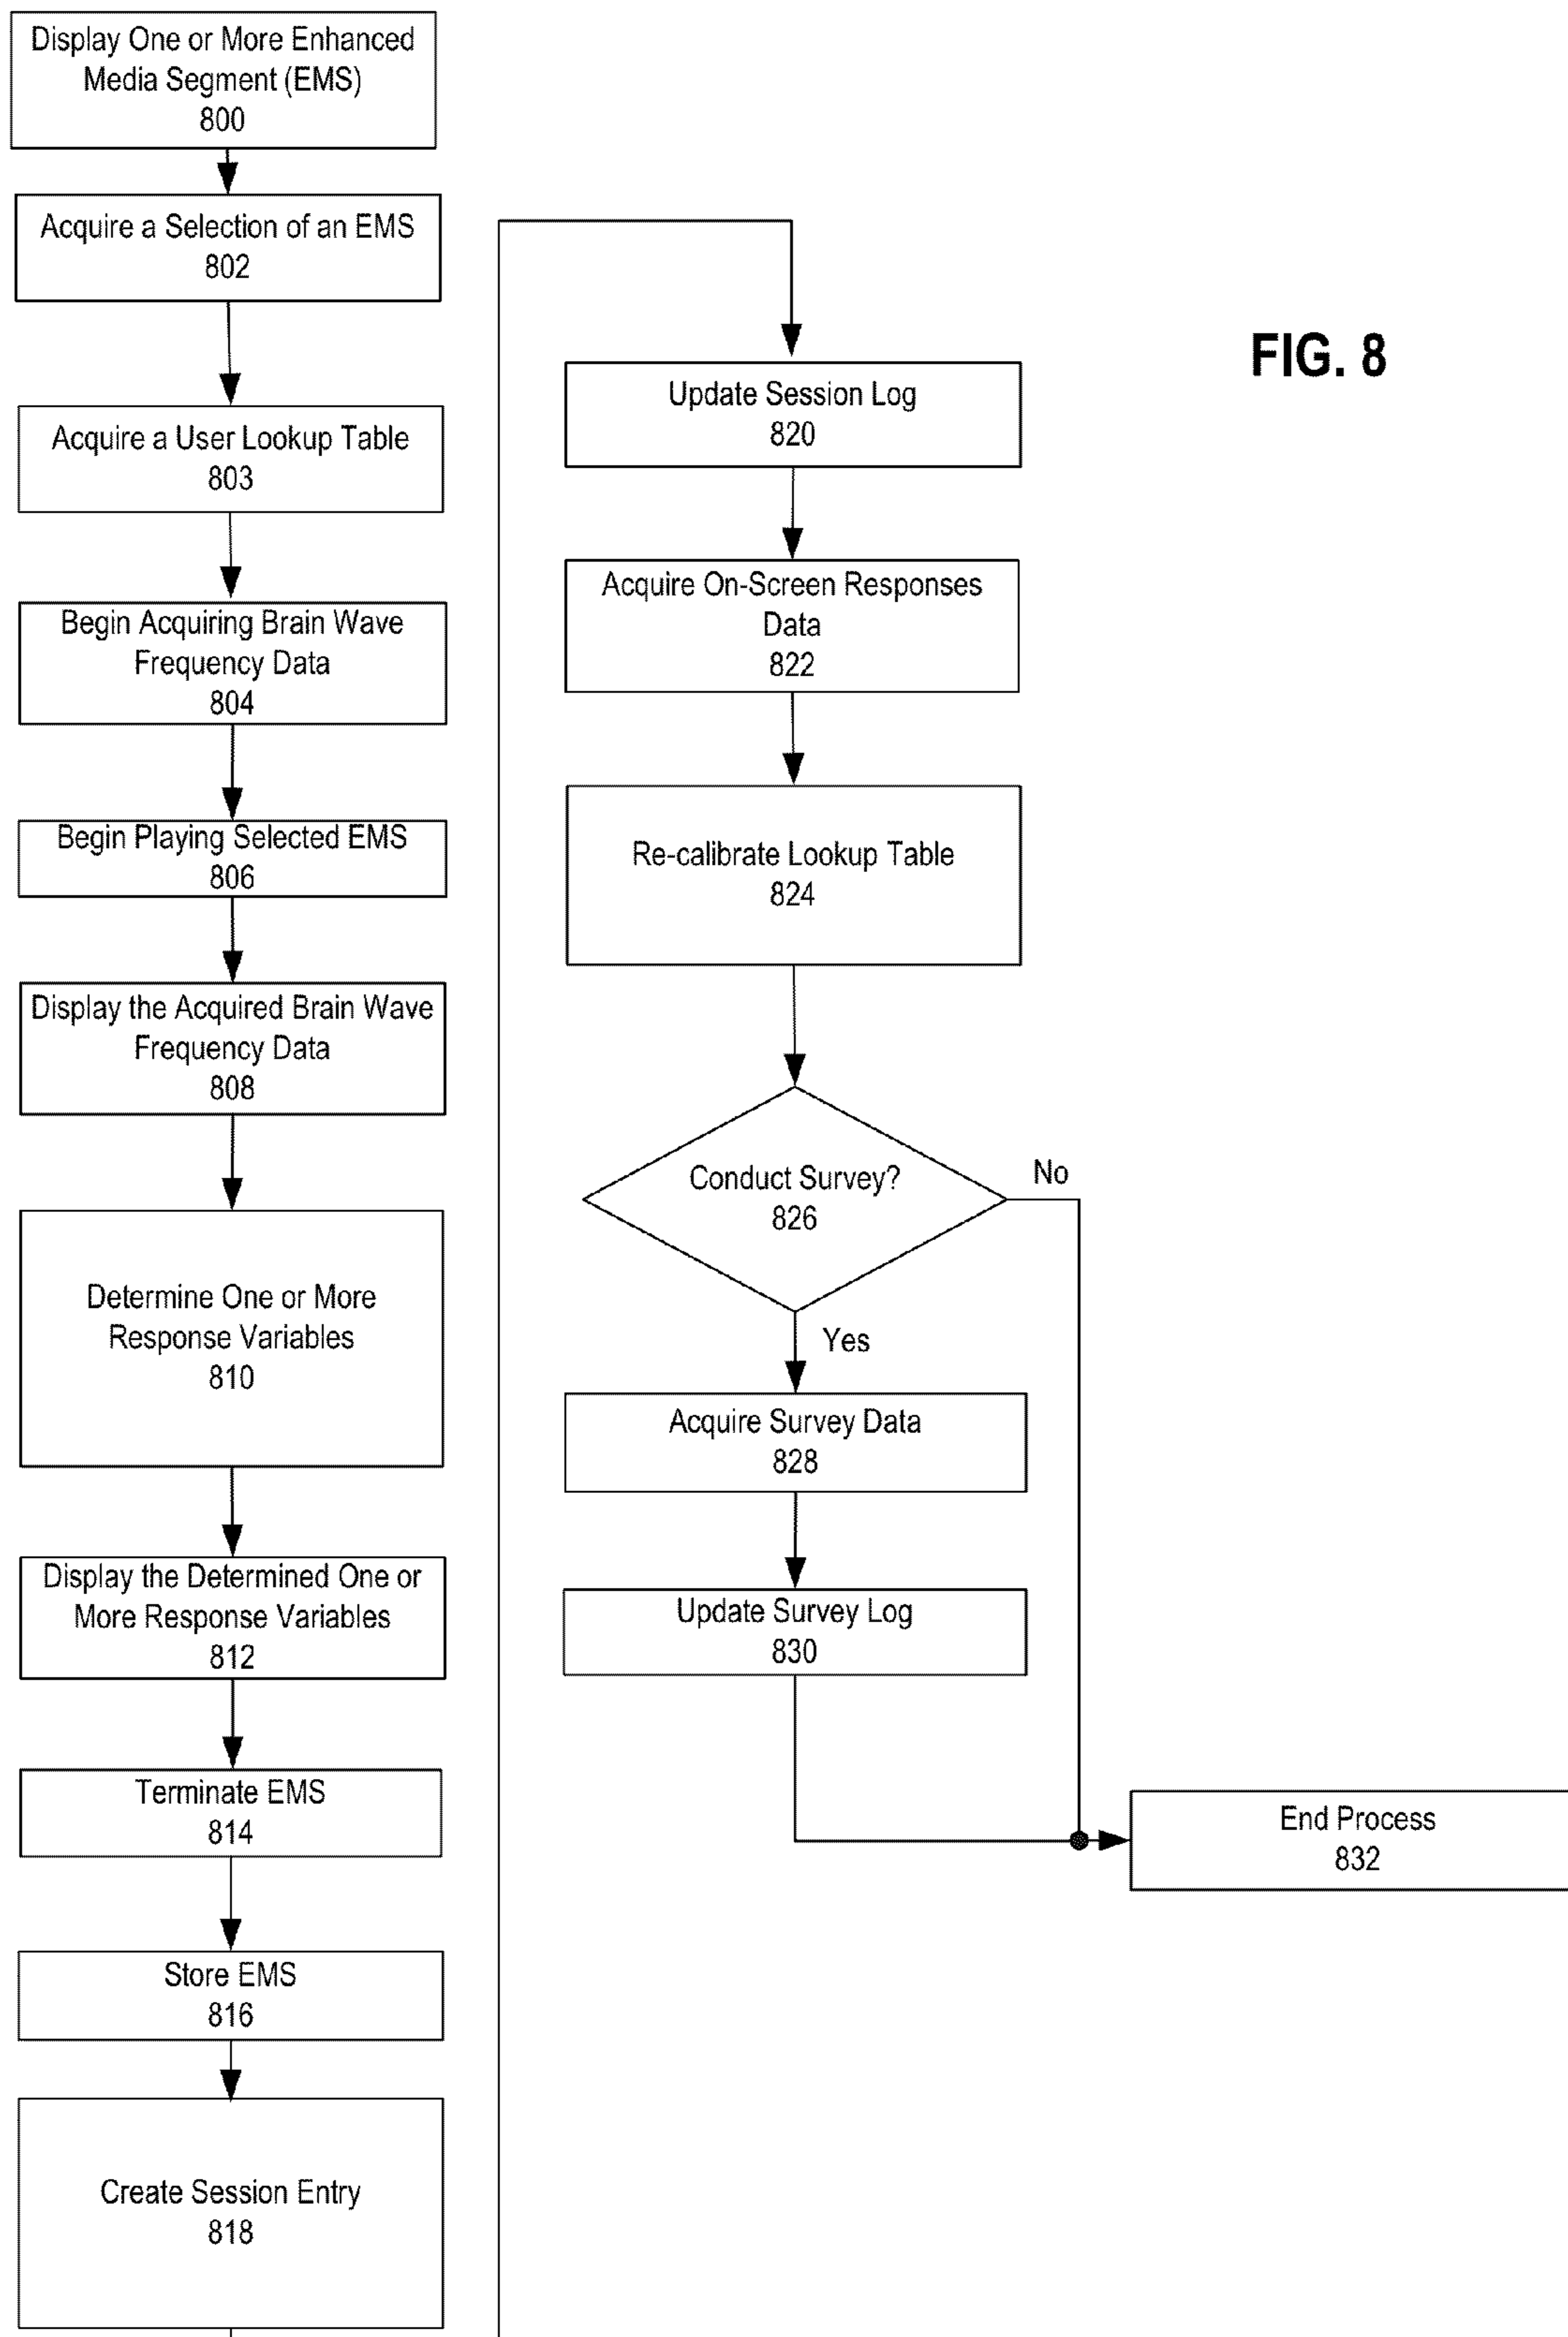 Display One or More Enhanced
Media Segment (EMS)
800
Acquire a Selection of an EMS
802
Acquire a User Lookup Table
803
Begin Acquiring Brain Wave
Frequency Data
804
Begin Playing Selected EMS
806
Display the Acquired Brain Wave
Frequency Data
808
Determine One or More
Response Variables
810
Display the Determined One or
More Response Variables
812
Terminate EMS
814
Store EMS
816
Create Session Entry
818
Update Session Log
820
Acquire On-Screen Responses
Data
822
Re-calibrate Lookup Table
824
Conduct Survey?
826
No
Yes
Acquire Survey Data
828
Update Survey Log
830
End Process
832
FIG. 8